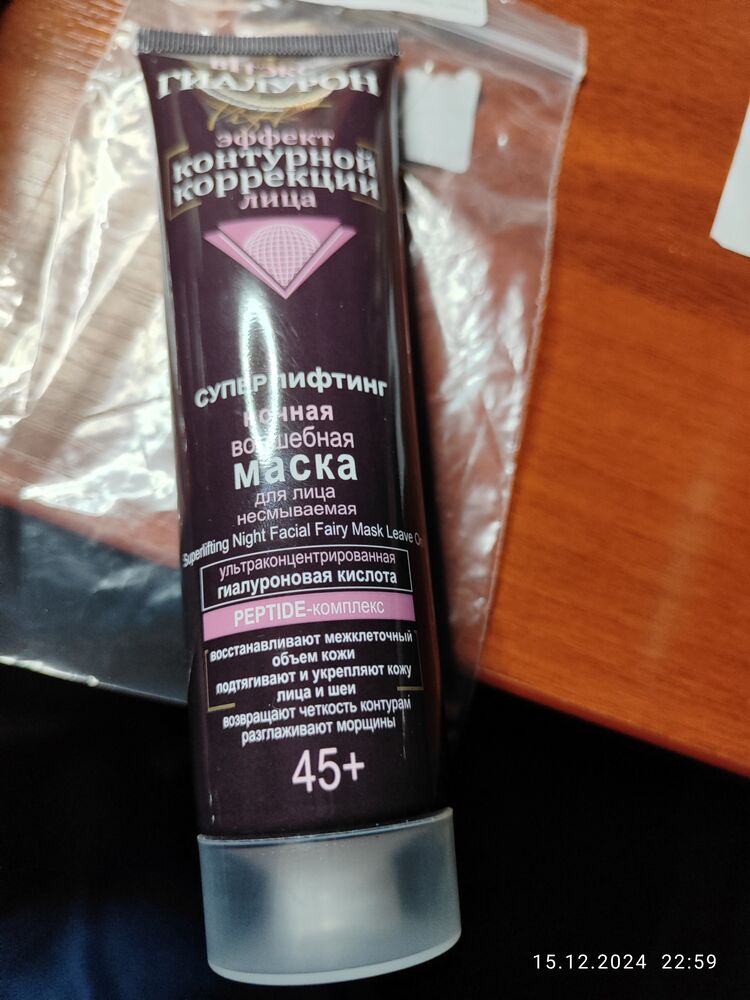 ВІТЭКС
ГИАЛУРОН
эффект
контурной
коррекции
лица
СУПЕРЛИФТИНГ
ночная
волшебная
маска
для лица
несмываемая
Superlifting Night Facial Fairy Mask Leave On
ультраконцентрированная
гиалуроновая кислота
PEPTIDE-комплекс
восстанавливают межклеточный
объем кожи
подтягивают и укрепляют кожу
лица и шеи
возвращают четкость контурам
разглаживают морщины
45+
15.12.2024 22:59